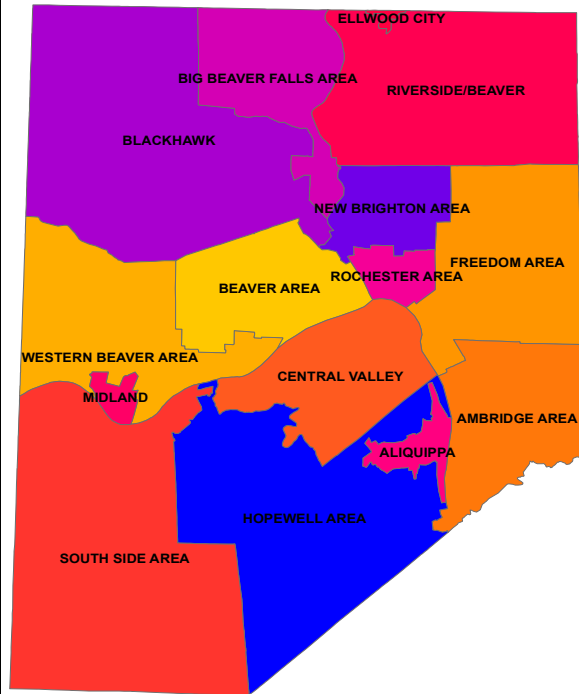 ELLWOOD CITY
BIG BEAVER FALLS AREA
RIVERSIDE/BEAVER
BLACKHAWK
NEW BRIGHTON AREA
FREEDOM AREA
ROCHESTER AREA
BEAVER AREA
WESTERN BEAVER AREA
CENTRAL VALLEY
MIDLAND
AMBRIDGE AREA
ALIQUIPPA
HOPEWELL AREA
SOUTH SIDE AREA